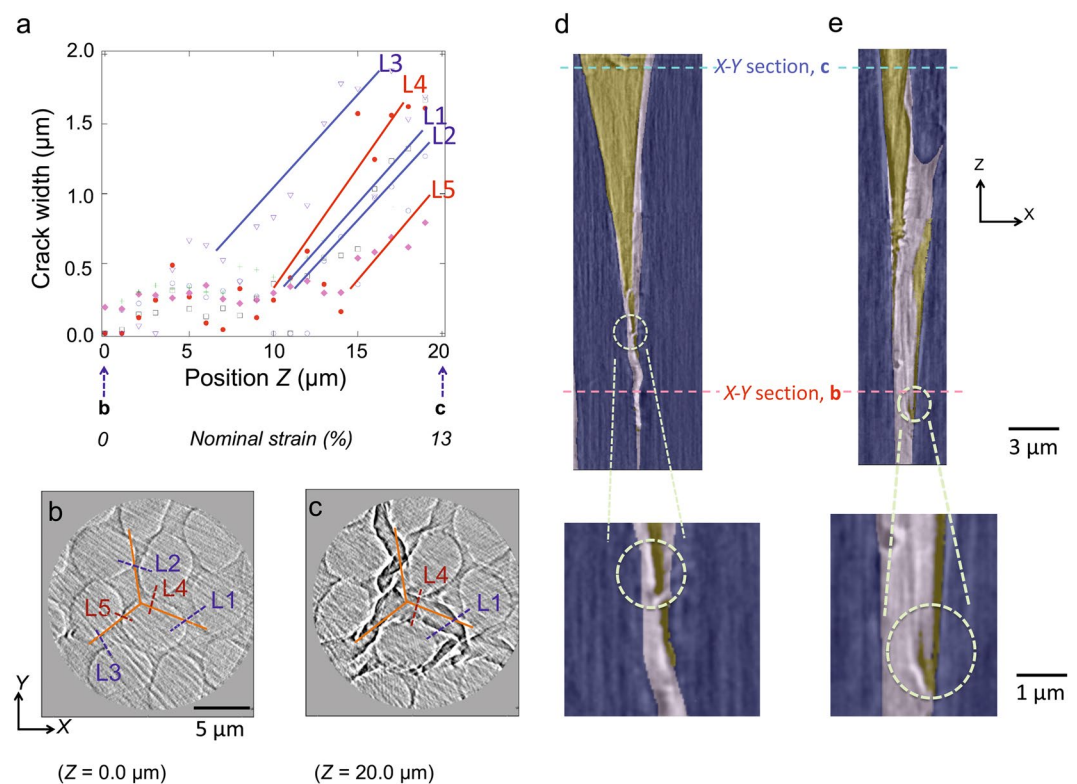 a
2.0
1.5
1.0
0.5
0.0
Crack width (μm)
L3
L4
L1
L2
L5
0
5
10
15
20
Position Z (μm)
b
c
0
Nominal strain (%)
13
d
e
X-Y section, c
X-Y section, b
Z
X
3 μm
1 μm
b
L2
L4
L5
L1
L3
Y
X
5 μm
(Z = 0.0 μm)
c
L4
L1
(Z = 20.0 μm)